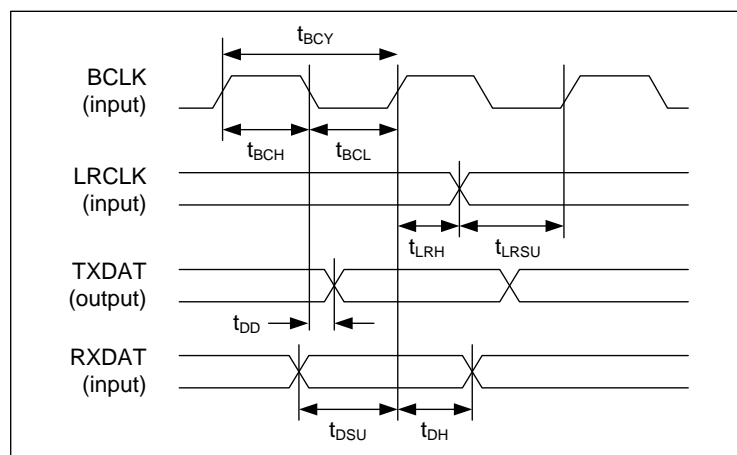 tBCY
BCLK
(input)
tBCH
tBCL
LRCLK
(input)
tLRH
tLRSU
TXDAT
(output)
tDD
RXDAT
(input)
tDSU
tDH